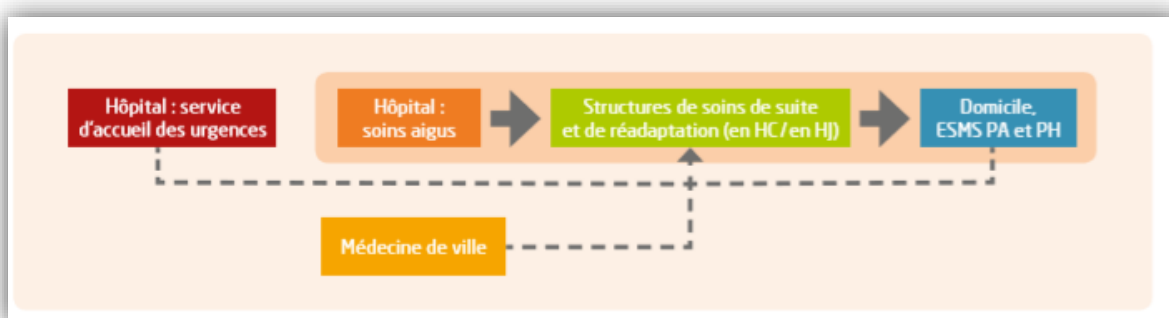 Hôpital : service
d'accueil des urgences
Hôpital :
soins aigus
Structures de soins de suite
et de réadaptation (en HC/en HJ)
Domicile,
ESMS PA et PH
Médecine de ville